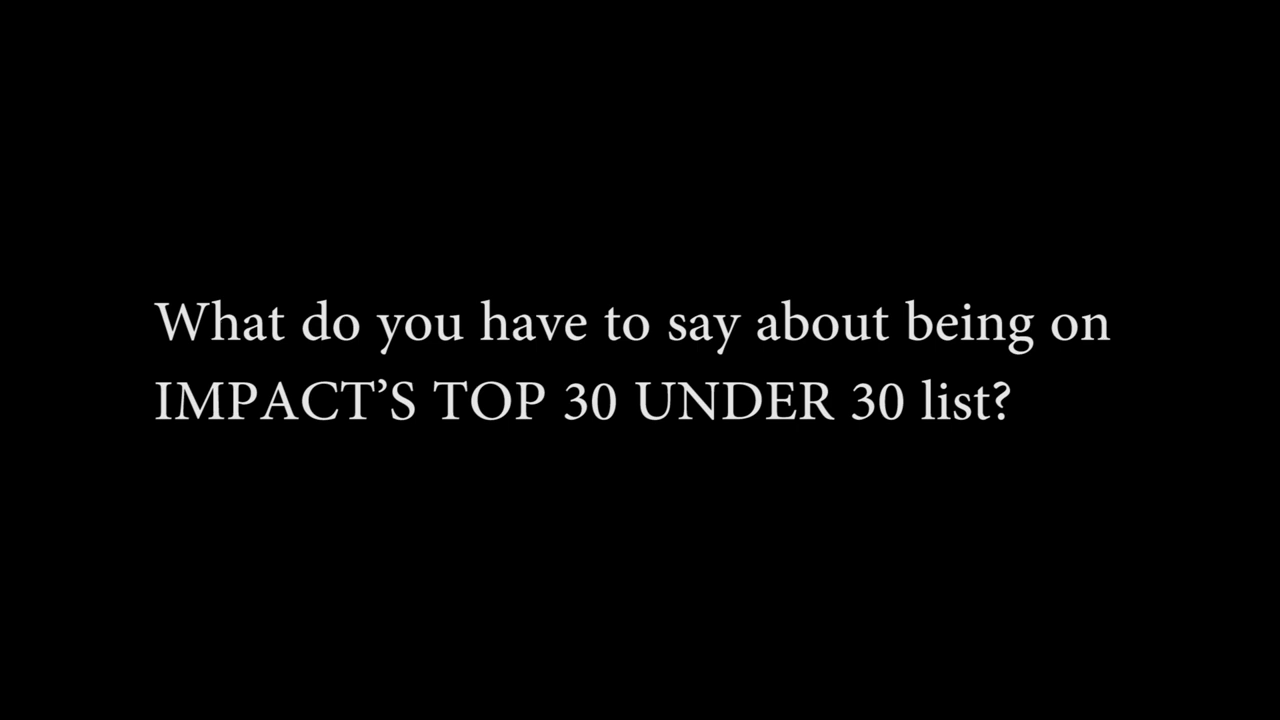 What do you have to say about being on
IMPACT’S TOP 30 UNDER 30 list?